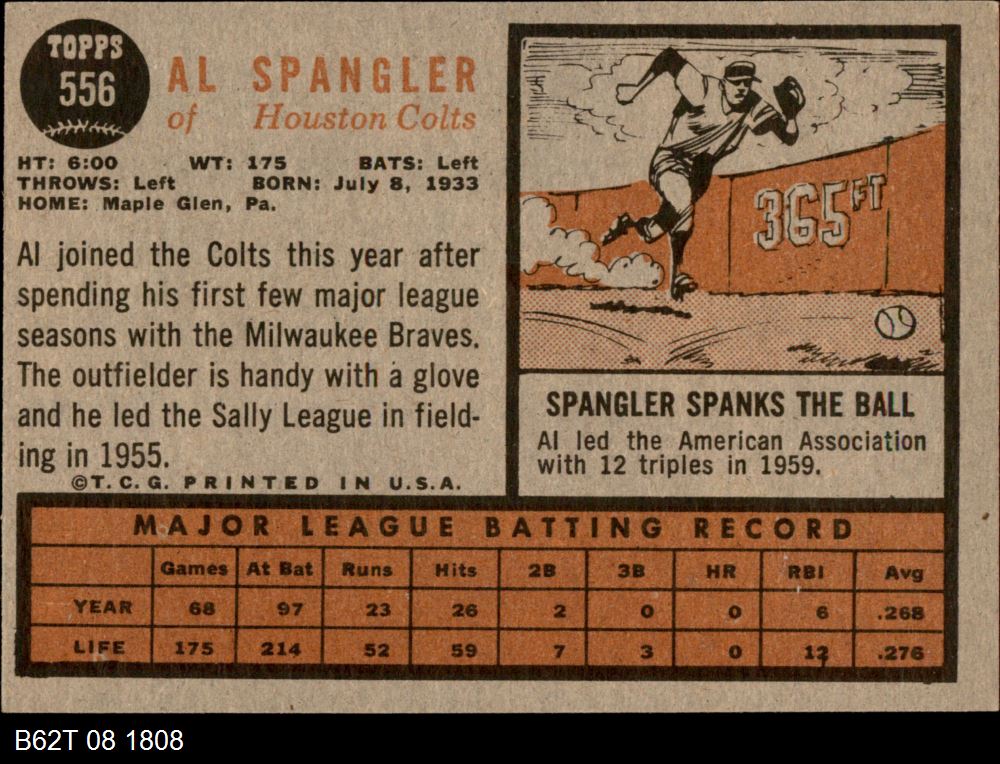 TOPPS
556
AL SPANGLER
of Houston Colts
HT: 6:00 WT: 175 BATS: Left
THROWS: Left BORN: July 8, 1933
HOME: Maple Glen, Pa.
Al joined the Colts this year after
spending his first few major league
seasons with the Milwaukee Braves.
The outfielder is handy with a glove
and he led the Sally League in field-
ing in 1955.
©T.C.G. PRINTED IN U.S.A.
365FT
SPANGLER SPANKS THE BALL
Al led the American Association
with 12 triples in 1959.
MAJOR LEAGUE BATTING RECORD
Games At Bat Runs Hits 2B 3B HR RBI Avg
YEAR 68 97 23 26 2 0 0 6 .268
LIFE 175 214 52 59 7 3 0 12 .276
B62T 08 1808